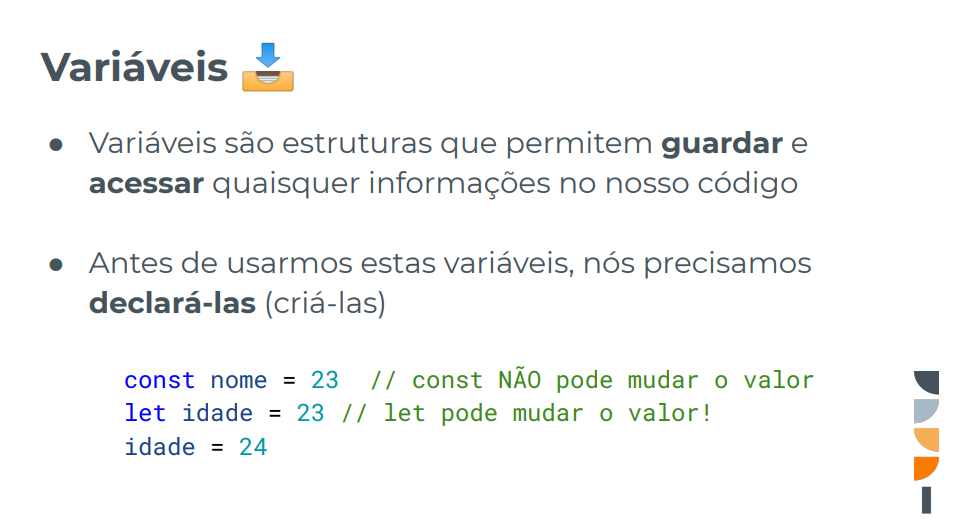 Variáveis 📥
● Variáveis são estruturas que permitem guardar e
acessar quaisquer informações no nosso código
● Antes de usarmos estas variáveis, nós precisamos
declará-las (criá-las)
const nome = 23  // const NÃO pode mudar o valor
let idade = 23 // let pode mudar o valor!
idade = 24